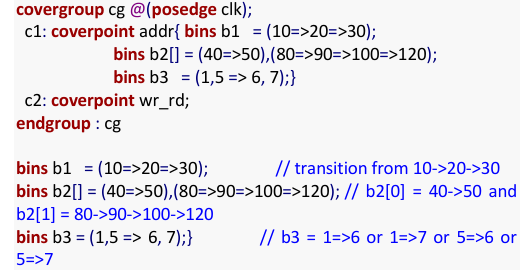 covergroup cg @(posedge clk);
c1: coverpoint addr{ bins b1 = (10=>20=>30);
bins b2[] = (40=>50),(80=>90=>100=>120);
bins b3 = (1,5 => 6, 7);}
c2: coverpoint wr_rd;
endgroup : cg
bins b1 = (10=>20=>30); // transition from 10->20->30
bins b2[] = (40=>50),(80=>90=>100=>120); // b2[0] = 40->50 and
b2[1] = 80->90->100->120
bins b3 = (1,5 => 6, 7);} // b3 = 1=>6 or 1=>7 or 5=>6 or
5=>7